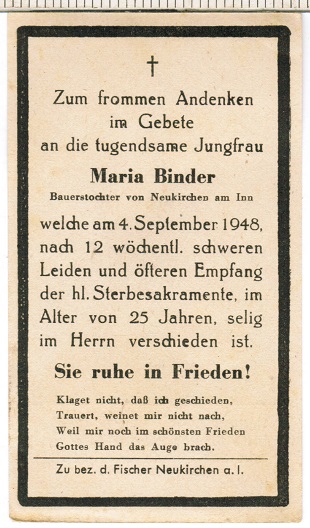 Zum frommen Andenken
im Gebete
an die tugendsame Jungfrau
Maria Binder
Bauerstochter von Neukirchen am Inn
welche am 4. September 1948,
nach 12 wöchentl. schweren
Leiden und öfteren Empfang
der hl. Sterbesakramente, im
Alter von 25 Jahren, selig
im Herrn verschieden ist.
Sie ruhe in Frieden!
Klaget nicht, daß ich geschieden,
Trauert, weinet mir nicht nach,
Weil mir noch im schönsten Frieden
Gottes Hand das Auge brach.
Zu bez. d. Fischer Neukirchen a. I.